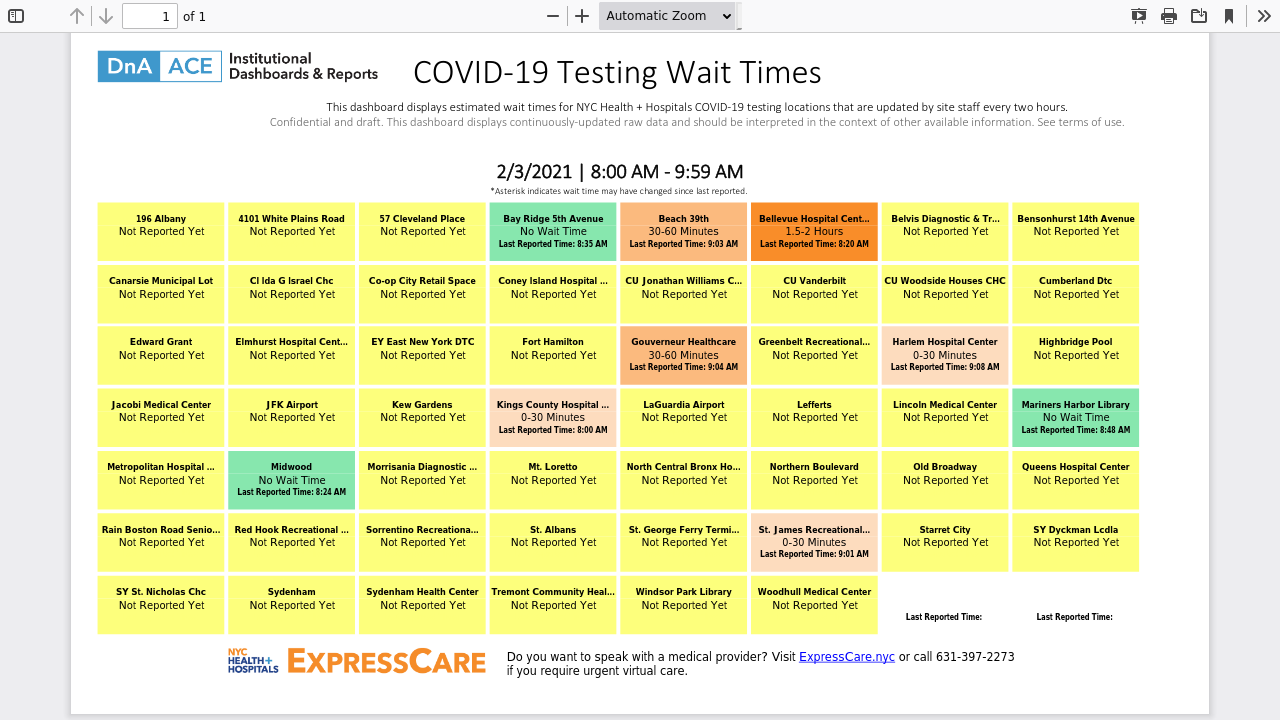 1 of 1 Automatic Zoom
DnA ACE Institutional
Dashboards & Reports
COVID-19 Testing Wait Times
This dashboard displays estimated wait times for NYC Health + Hospitals COVID-19 testing locations that are updated by site staff every two hours.
Confidential and draft. This dashboard displays continuously-updated raw data and should be interpreted in the context of other available information. See terms of use.
2/3/2021 | 8:00 AM - 9:59 AM
*Asterisk indicates wait time may have changed since last reported.
196 Albany 4101 White Plains Road 57 Cleveland Place Bay Ridge 5th Avenue Beach 39th Bellevue Hospital Cent... Belvis Diagnostic & Tr... Bensonhurst 14th Avenue
Not Reported Yet Not Reported Yet Not Reported Yet No Wait Time 30-60 Minutes 1.5-2 Hours Not Reported Yet Not Reported Yet
Last Reported Time: 8:35 AM Last Reported Time: 9:03 AM Last Reported Time: 8:20 AM
Canarsie Municipal Lot CI Ida G Israel Chc Co-op City Retail Space Coney Island Hospital ... CU Jonathan Williams C... CU Vanderbilt CU Woodside Houses CHC Cumberland Dtc
Not Reported Yet Not Reported Yet Not Reported Yet Not Reported Yet Not Reported Yet Not Reported Yet Not Reported Yet Not Reported Yet
Edward Grant Elmhurst Hospital Cent... EY East New York DTC Fort Hamilton Gouverneur Healthcare Greenbelt Recreational... Harlem Hospital Center Highbridge Pool
Not Reported Yet Not Reported Yet Not Reported Yet Not Reported Yet 30-60 Minutes Not Reported Yet 0-30 Minutes Not Reported Yet
Last Reported Time: 9:04 AM Last Reported Time: 9:08 AM
Jacobi Medical Center JFK Airport Kew Gardens Kings County Hospital ... LaGuardia Airport Lefferts Lincoln Medical Center Mariners Harbor Library
Not Reported Yet Not Reported Yet Not Reported Yet 0-30 Minutes Not Reported Yet Not Reported Yet Not Reported Yet No Wait Time
Last Reported Time: 8:00 AM Last Reported Time: 8:48 AM
Metropolitan Hospital ... Midwood Morrisania Diagnostic ... Mt. Loretto North Central Bronx Ho... Northern Boulevard Old Broadway Queens Hospital Center
Not Reported Yet No Wait Time Not Reported Yet Not Reported Yet Not Reported Yet Not Reported Yet Not Reported Yet Not Reported Yet
Last Reported Time: 8:24 AM
Rain Boston Road Senio... Red Hook Recreational ... Sorrentino Recreationa... St. Albans St. George Ferry Termi... St. James Recreational... Starret City SY Dyckman Lcdla
Not Reported Yet Not Reported Yet Not Reported Yet Not Reported Yet Not Reported Yet 0-30 Minutes Not Reported Yet Not Reported Yet
Last Reported Time: 9:01 AM
SY St. Nicholas Chc Sydenham Sydenham Health Center Tremont Community Heal... Windsor Park Library Woodhull Medical Center
Not Reported Yet Not Reported Yet Not Reported Yet Not Reported Yet Not Reported Yet Not Reported Yet
Last Reported Time: Last Reported Time:
NYC
HEALTH+
HOSPITALS
EXPRESSCARE
Do you want to speak with a medical provider? Visit ExpressCare.nyc or call 631-397-2273
if you require urgent virtual care.